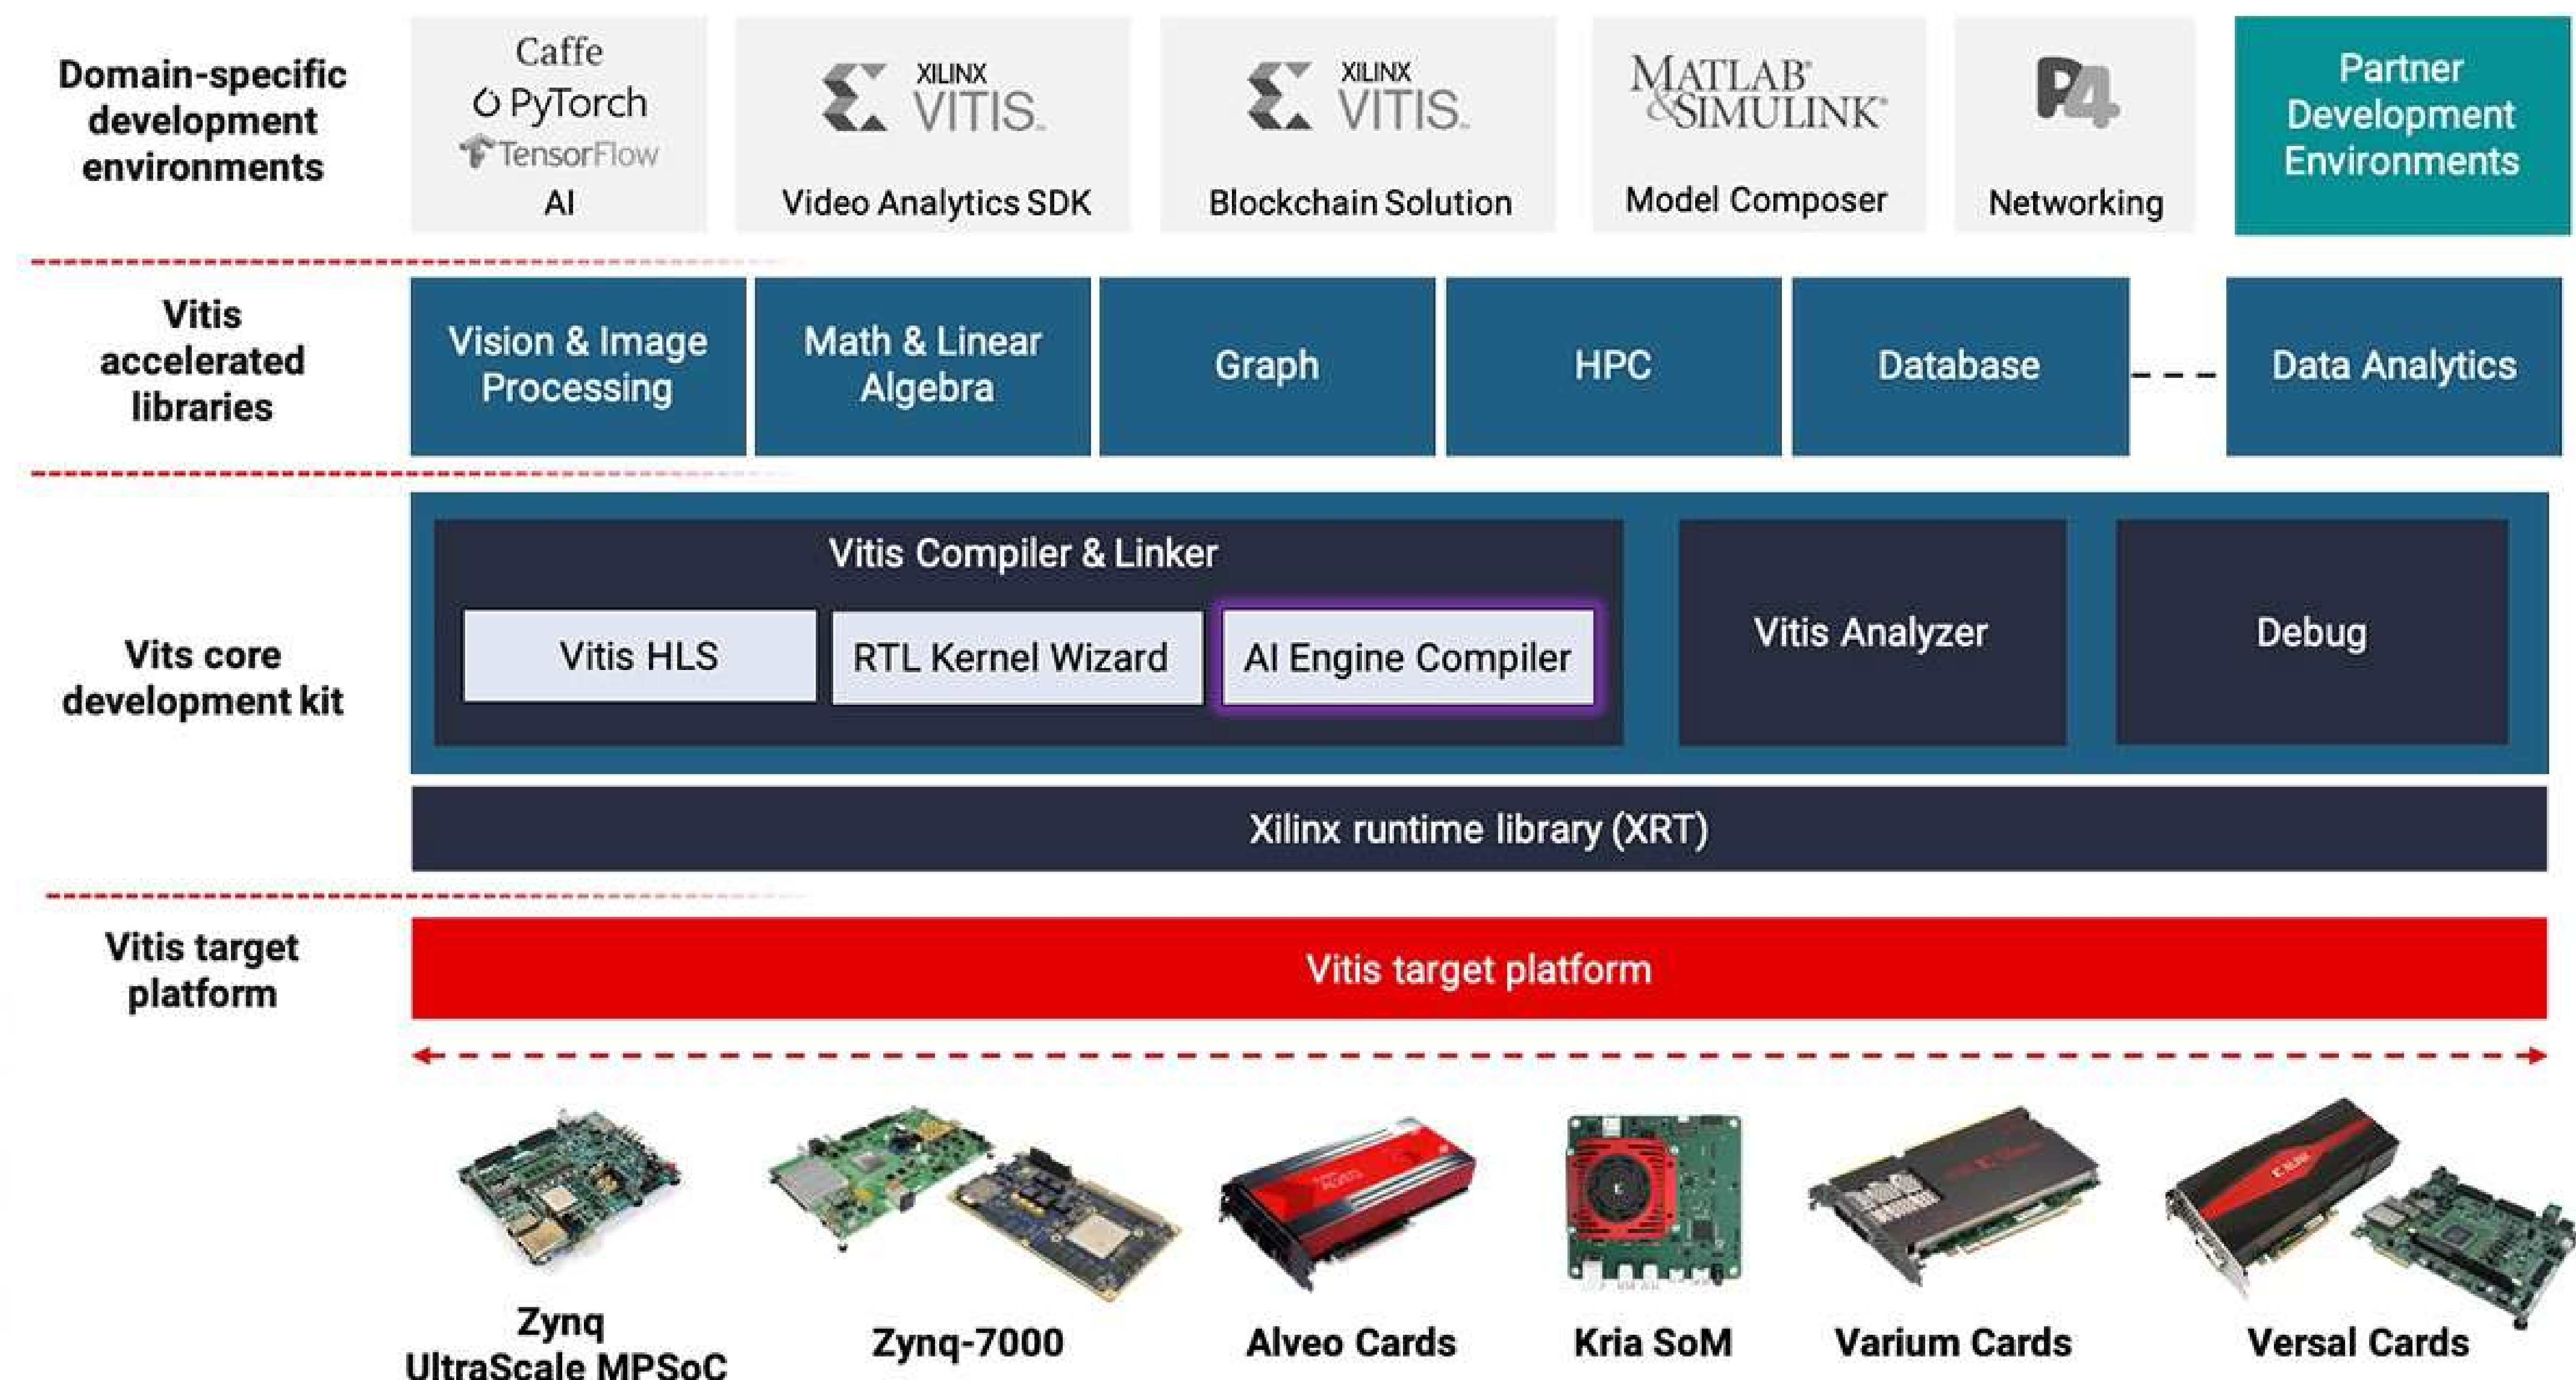 Domain-specific
development
environments
Caffe
PyTorch
TensorFlow
AI
XILINX
VITIS
Video Analytics SDK
XILINX
VITIS
Blockchain Solution
MATLAB®
&SIMULINK®
Model Composer
P4
Networking
Partner
Development
Environments
Vitis
accelerated
libraries
Vision & Image
Processing
Math & Linear
Algebra
Graph
HPC
Database
Data Analytics
Vits core
development kit
Vitis Compiler & Linker
Vitis HLS
RTL Kernel Wizard
AI Engine Compiler
Vitis Analyzer
Debug
Xilinx runtime library (XRT)
Vitis target
platform
Vitis target platform
Zynq
UltraScale MPSoC
Zynq-7000
Alveo Cards
Kria SoM
Varium Cards
Versal Cards